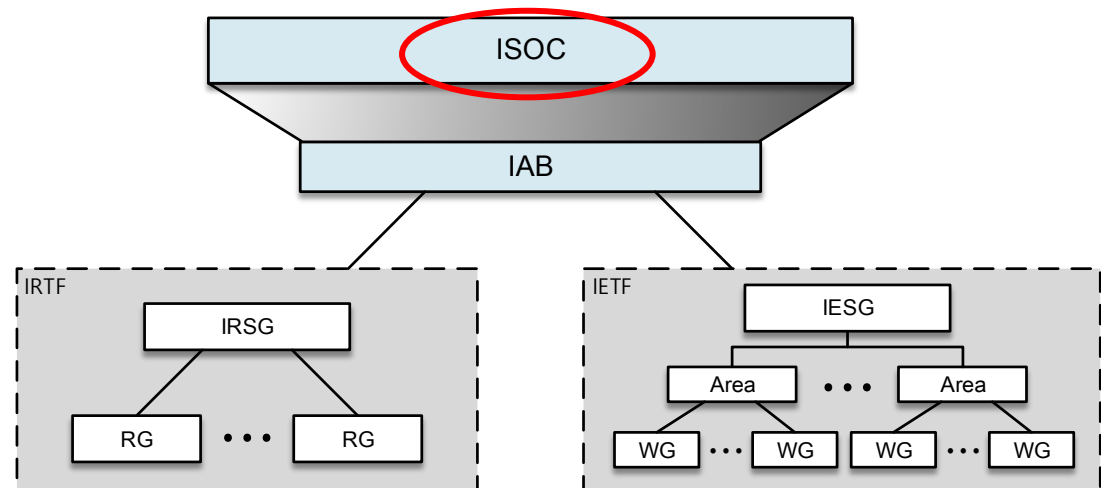 ISOC
IAB
IRTF
IRSG
RG
RG
IETF
IESG
Area
Area
WG
WG
WG
WG